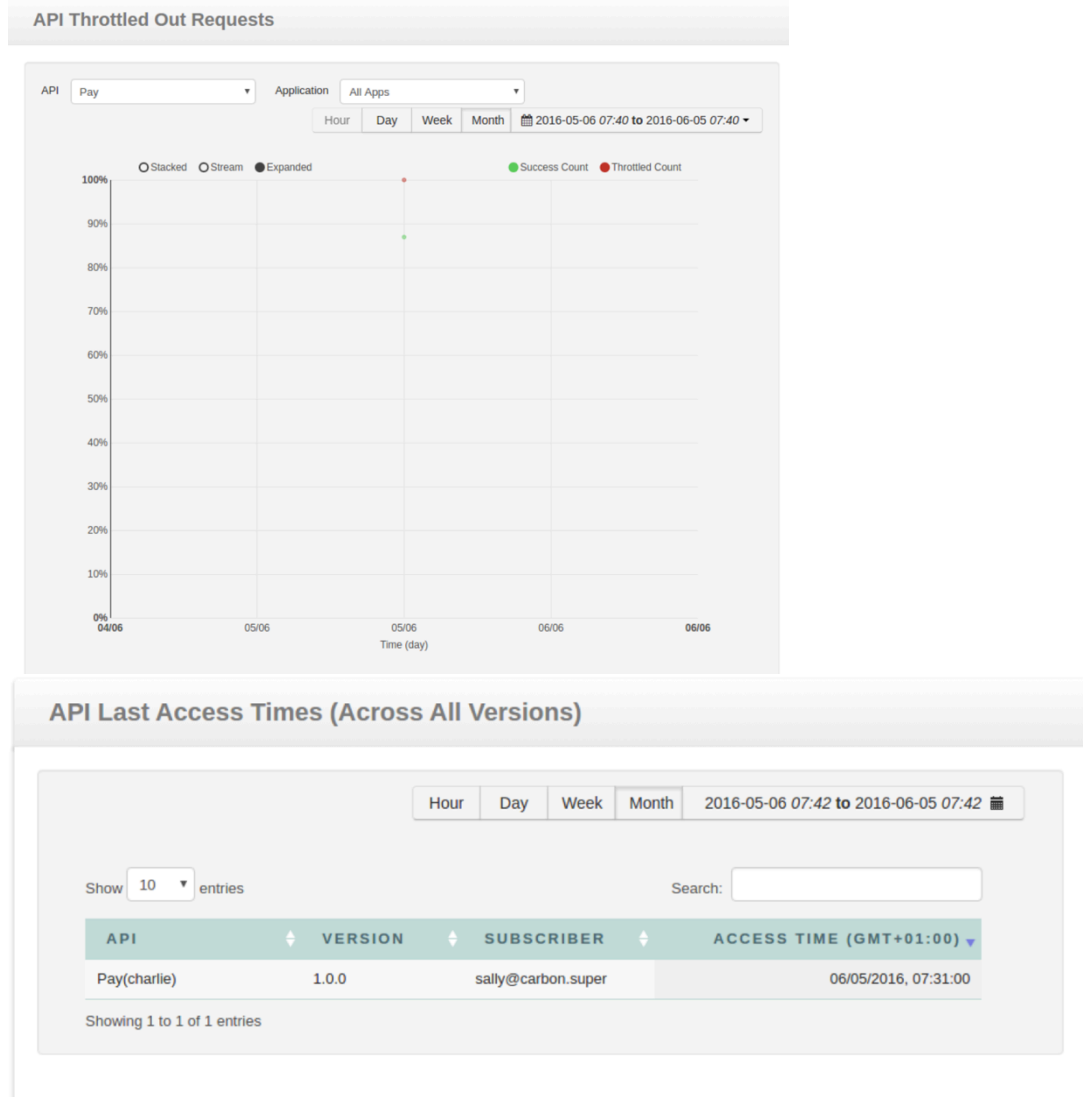 API Throttled Out Requests
API Pay Application All Apps
Hour Day Week Month 2016-05-06 07:40 to 2016-06-05 07:40
Stacked Stream Expanded Success Count Throttled Count
100%
90%
80%
70%
60%
50%
40%
30%
20%
10%
0%
04/06 05/06 05/06 06/06 06/06
Time (day)
API Last Access Times (Across All Versions)
Hour Day Week Month 2016-05-06 07:42 to 2016-06-05 07:42
Show 10 entries Search:
API VERSION SUBSCRIBER ACCESS TIME (GMT+01:00)
Pay(charlie) 1.0.0 sally@carbon.super 06/05/2016, 07:31:00
Showing 1 to 1 of 1 entries